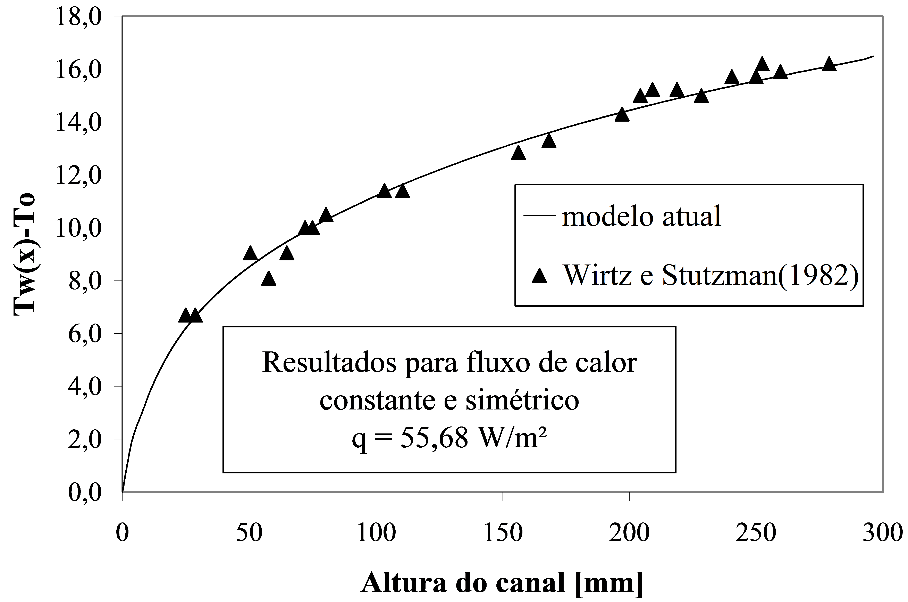 18,0
16,0
14,0
12,0
10,0
8,0
6,0
4,0
2,0
0,0
Tw(x)-To
modelo atual
Wirtz e Stutzman(1982)
Resultados para fluxo de calor
constante e simétrico
q = 55,68 W/m²
0 50 100 150 200 250 300
Altura do canal [mm]